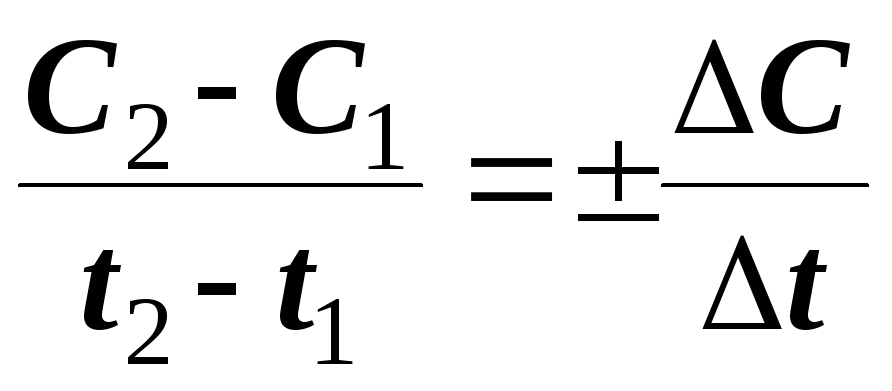 C₂ - C₁ / t₂ - t₁ = ± ΔC / Δt